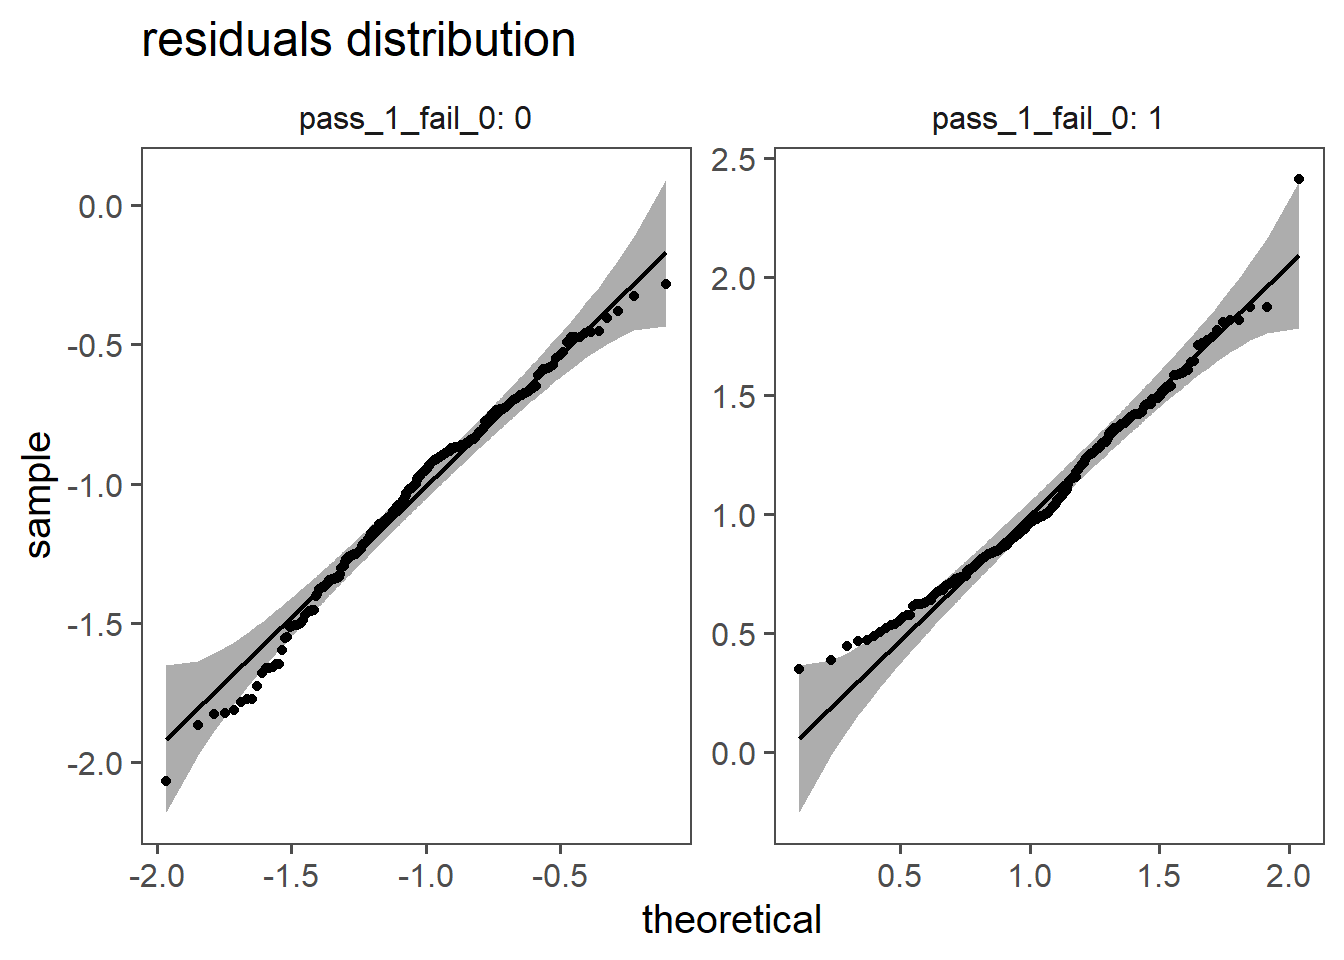 residuals distribution
pass_1_fail_0: 0
pass_1_fail_0: 1
sample
0.0
-0.5
-1.0
-1.5
-2.0
2.5
2.0
1.5
1.0
0.5
0.0
-2.0 -1.5 -1.0 -0.5
0.5 1.0 1.5 2.0
theoretical